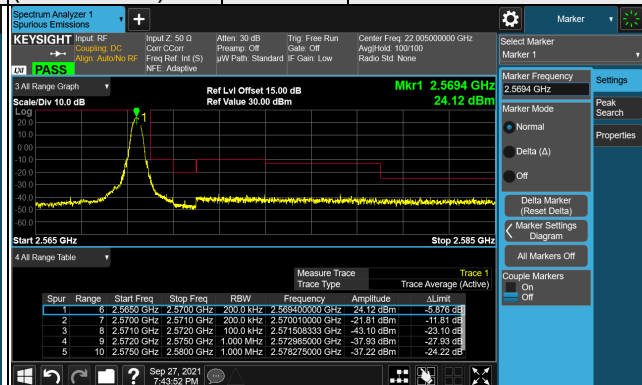 Spectrum Analyzer 1
Spurious Emissions
Marker
KEYSIGHT
Input: RF
Coupling: DC
Align: Auto/No RF
Input Z: 50 Ω
Corr CCorr
Freq Ref: Int (S)
NFE: Adaptive
Atten: 30 dB
Preamp: Off
µW Path: Standard
Trig: Free Run
Gate: Off
IF Gain: Low
Center Freq: 22.005000000 GHz
Avg|Hold: 100/100
Radio Std: None
LXI PASS
Select Marker
Marker 1
3 All Range Graph
Ref Lvl Offset 15.00 dB
Mkr1 2.5694 GHz
Scale/Div 10.0 dB
Ref Value 30.00 dBm
24.12 dBm
Log
20.0
10.0
0.00
-10.0
-20.0
-30.0
-40.0
-50.0
-60.0
1
Start 2.565 GHz
Stop 2.585 GHz
Marker Frequency
2.5694 GHz
Marker Mode
Normal
Delta (Δ)
Off
Delta Marker
(Reset Delta)
Marker Settings
Diagram
All Markers Off
Couple Markers
On
Off
Settings
Peak
Search
Properties
4 All Range Table
Measure Trace Trace 1
Trace Type Trace Average (Active)
Spur Range Start Freq Stop Freq RBW Frequency Amplitude ΔLimit
1 6 2.5650 GHz 2.5700 GHz 200.0 kHz 2.569400000 GHz 24.12 dBm -5.876 dB
2 7 2.5700 GHz 2.5710 GHz 200.0 kHz 2.570010000 GHz -21.81 dBm -11.81 dB
3 8 2.5710 GHz 2.5720 GHz 100.0 kHz 2.571508333 GHz -43.10 dBm -23.10 dB
4 9 2.5720 GHz 2.5750 GHz 1.000 MHz 2.572985000 GHz -37.93 dBm -27.93 dB
5 10 2.5750 GHz 2.5800 GHz 1.000 MHz 2.578275000 GHz -37.22 dBm -24.22 dB
Sep 27, 2021
7:43:52 PM